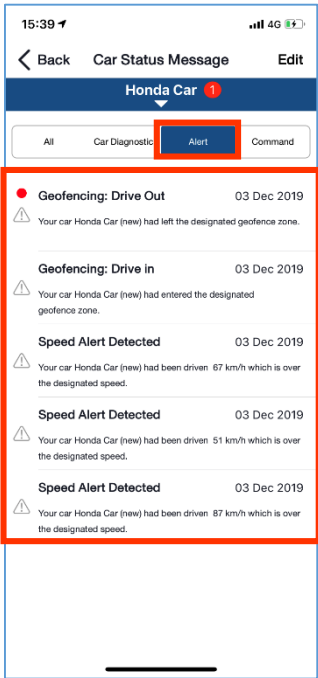 15:39 4G
Back Car Status Message Edit
Honda Car 1
All Car Diagnostic Alert Command
Geofencing: Drive Out 03 Dec 2019
Your car Honda Car (new) had left the designated geofence zone.
Geofencing: Drive in 03 Dec 2019
Your car Honda Car (new) had entered the designated
geofence zone.
Speed Alert Detected 03 Dec 2019
Your car Honda Car (new) had been driven 67 km/h which is over
the designated speed.
Speed Alert Detected 03 Dec 2019
Your car Honda Car (new) had been driven 51 km/h which is over
the designated speed.
Speed Alert Detected 03 Dec 2019
Your car Honda Car (new) had been driven 87 km/h which is over
the designated speed.